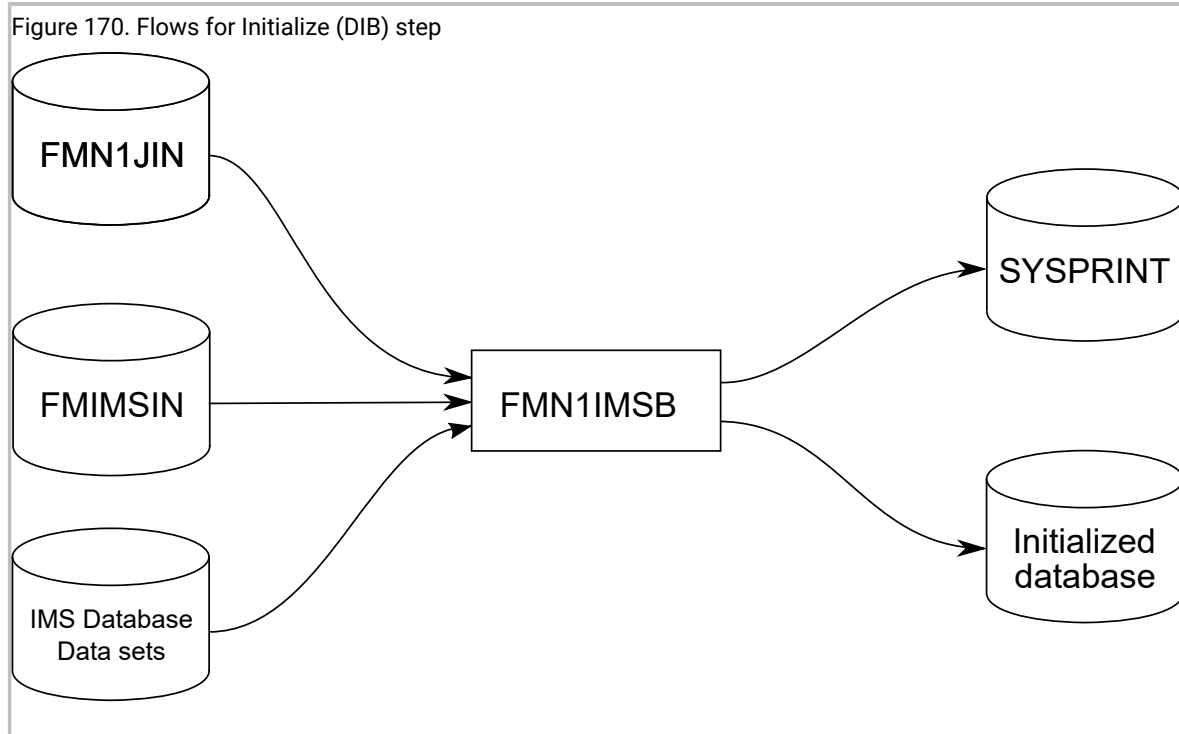 Figure 170. Flows for Initialize (DIB) step
FMN1JIN
FMIMSIN
IMS Database
Data sets
FMN1IMSB
SYSPRINT
Initialized
database